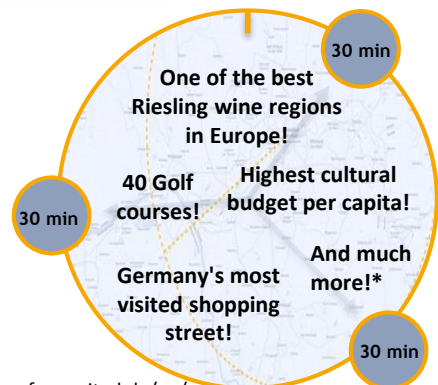 30 min
One of the best
Riesling wine regions
in Europe!
40 Golf
courses!
Highest cultural
budget per capita!
30 min
And much
more!*
Germany's most
visited shopping
street!
30 min